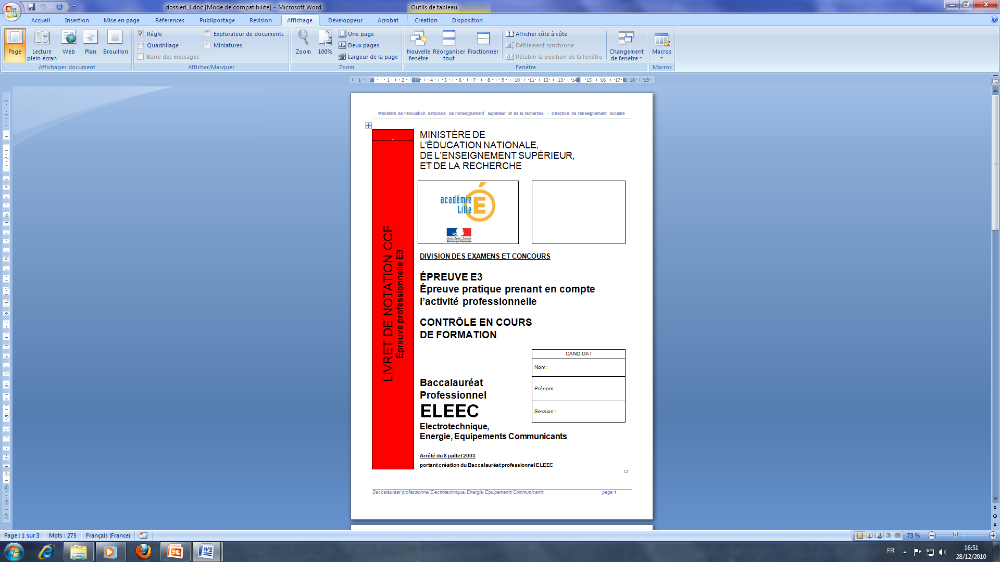 dossierE3.doc [Mode de compatibilité] - Microsoft Word
Outils de tableau
Accueil
Insertion
Mise en page
Références
Publipostage
Révision
Affichage
Développeur
Acrobat
Création
Disposition
Page
Lecture plein écran
Web
Plan
Brouillon
Affichages document
Règle
Quadrillage
Barre des messages
Explorateur de documents
Miniatures
Afficher/Masquer
Zoom
100%
Une page
Deux pages
Largeur de la page
Zoom
Nouvelle fenêtre
Réorganiser tout
Fractionner
Afficher côte à côte
Défilement synchrone
Rétablir la position de la fenêtre
Changement de fenêtre
Fenêtre
Macros
Macros
Ministère de l'éducation nationale, de l'enseignement supérieur et de la recherche - Direction de l'enseignement scolaire
LIVRET DE NOTATION CCF
Épreuve professionnelle E3
MINISTÈRE DE
L'ÉDUCATION NATIONALE,
DE L’ENSEIGNEMENT SUPÉRIEUR,
ET DE LA RECHERCHE
académie
Lille
É
Liberté • Égalité • Fraternité
RÉPUBLIQUE FRANÇAISE
DIVISION DES EXAMENS ET CONCOURS
ÉPREUVE E3
Épreuve pratique prenant en compte
l’activité professionnelle
CONTRÔLE EN COURS
DE FORMATION
CANDIDAT
Nom :
Prénom :
Session :
Baccalauréat
Professionnel
ELEEC
Electrotechnique,
Energie, Equipements Communicants
Arrêté du 8 juillet 2003
portant création du Baccalauréat professionnel ELEEC
Baccalauréat professionnel Électrotechnique, Énergie, Équipements Communicants page 1
Page : 1 sur 3
Mots : 275
Français (France)
73 %
FR
16:51
28/12/2010